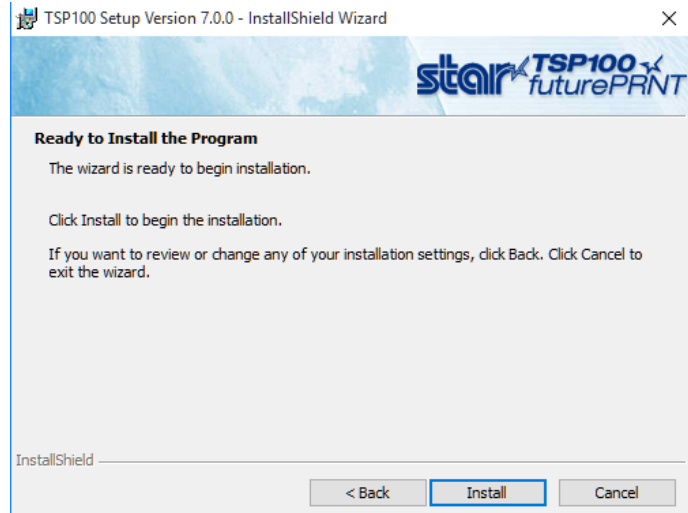 TSP100 Setup Version 7.0.0 - InstallShield Wizard
star TSP100
futurePRNT
Ready to Install the Program
The wizard is ready to begin installation.
Click Install to begin the installation.
If you want to review or change any of your installation settings, click Back. Click Cancel to
exit the wizard.
InstallShield
< Back Install Cancel